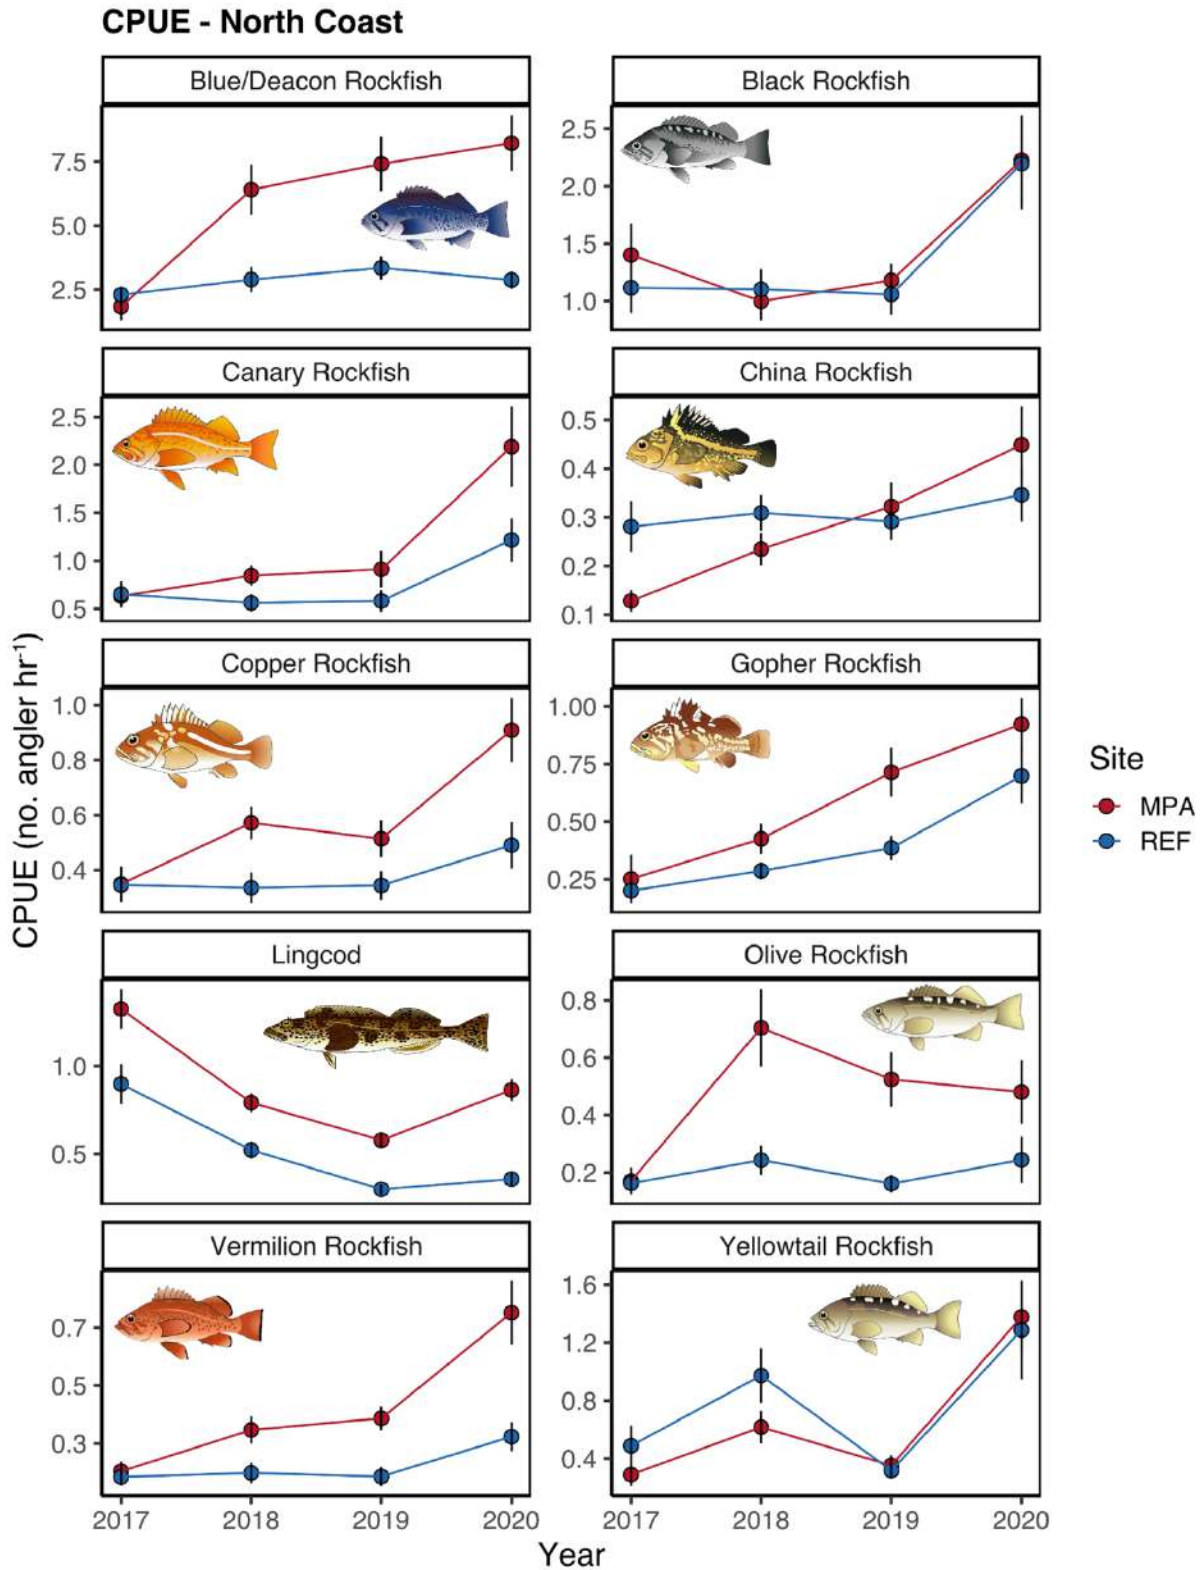 CPUE - North Coast
Blue/Deacon Rockfish
Black Rockfish
7.5
5.0
2.5
2.5
2.0
1.5
1.0
Canary Rockfish
China Rockfish
2.5
2.0
1.5
1.0
0.5
0.5
0.4
0.3
0.2
0.1
Copper Rockfish
Gopher Rockfish
1.0
0.8
0.6
0.4
1.00
0.75
0.50
0.25
Lingcod
Olive Rockfish
1.0
0.5
0.8
0.6
0.4
0.2
Vermilion Rockfish
Yellowtail Rockfish
0.7
0.5
0.3
1.6
1.2
0.8
0.4
2017 2018 2019 2020
2017 2018 2019 2020
Year
CPUE (no. angler hr⁻¹)
Site
MPA
REF